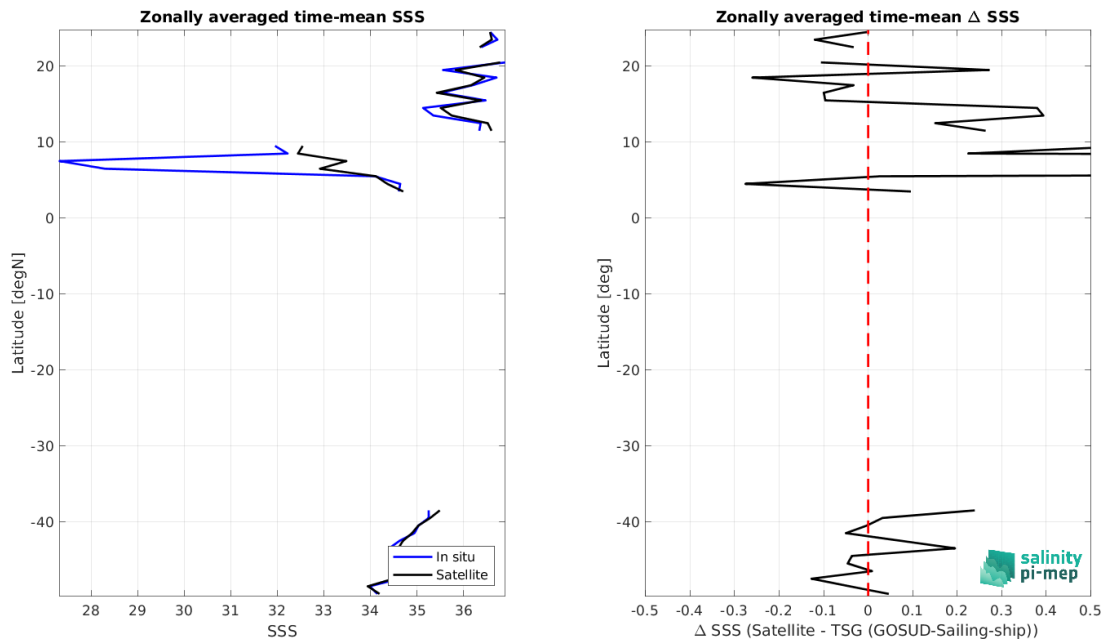 Zonally averaged time-mean SSS
20
10
0
-10
-20
-30
-40
Latitude [degN]
28 29 30 31 32 33 34 35 36
SSS
In situ
Satellite
Zonally averaged time-mean Δ SSS
20
10
0
-10
-20
-30
-40
Latitude [deg]
-0.5 -0.4 -0.3 -0.2 -0.1 0 0.1 0.2 0.3 0.4 0.5
Δ SSS (Satellite - TSG (GOSUD-Sailing-ship))
salinity
pi-mep